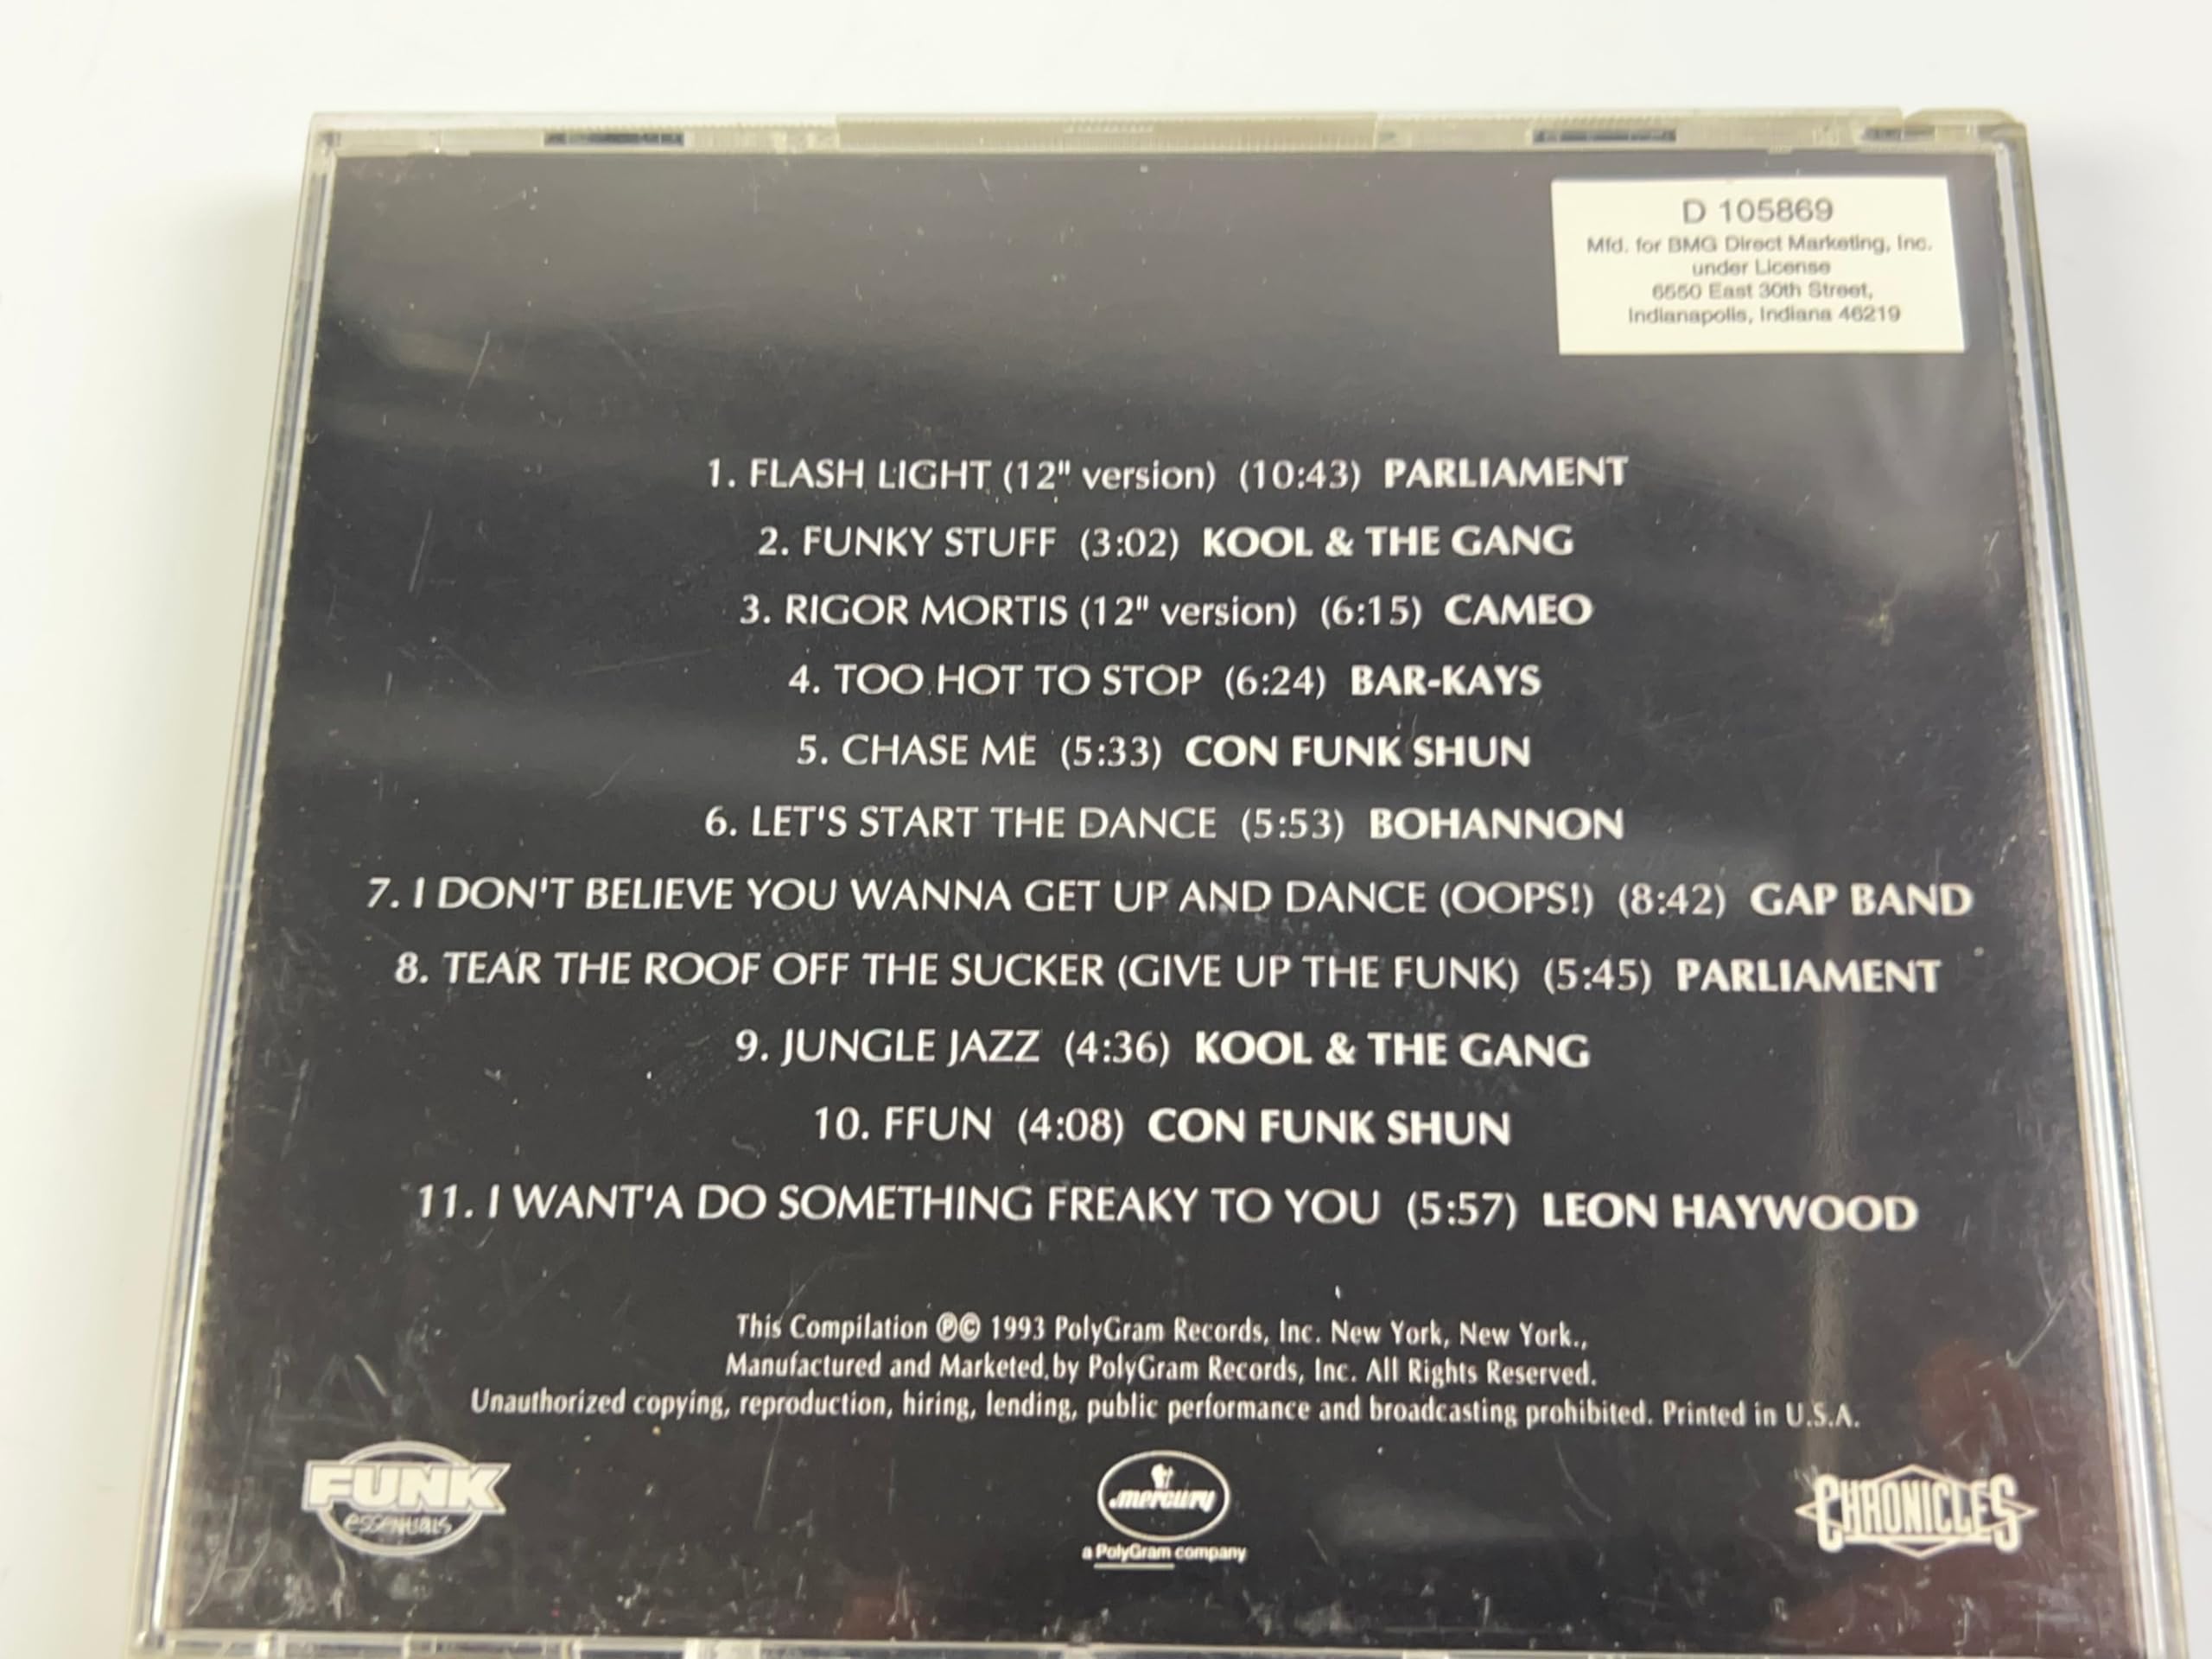 D 105869
Mfd. for BMG Direct Marketing, Inc.
under License
6550 East 30th Street,
Indianapolis, Indiana 46219
1. FLASH LIGHT (12" version) (10:43) PARLIAMENT
2. FUNKY STUFF (3:02) KOOL & THE GANG
3. RIGOR MORTIS (12" version) (6:15) CAMEO
4. TOO HOT TO STOP (6:24) BAR-KAYS
5. CHASE ME (5:33) CON FUNK SHUN
6. LET'S START THE DANCE (5:53) BOHANNON
7. I DON'T BELIEVE YOU WANNA GET UP AND DANCE (OOPS!) (8:42) GAP BAND
8. TEAR THE ROOF OFF THE SUCKER (GIVE UP THE FUNK) (5:45) PARLIAMENT
9. JUNGLE JAZZ (4:36) KOOL & THE GANG
10. FFUN (4:08) CON FUNK SHUN
11. I WANT'A DO SOMETHING FREAKY TO YOU (5:57) LEON HAYWOOD
This Compilation ℗© 1993 PolyGram Records, Inc. New York, New York.,
Manufactured and Marketed by PolyGram Records, Inc. All Rights Reserved.
Unauthorized copying, reproduction, hiring, lending, public performance and broadcasting prohibited. Printed in U.S.A.
FUNK
essentials
mercury
a PolyGram company
CHRONICLES